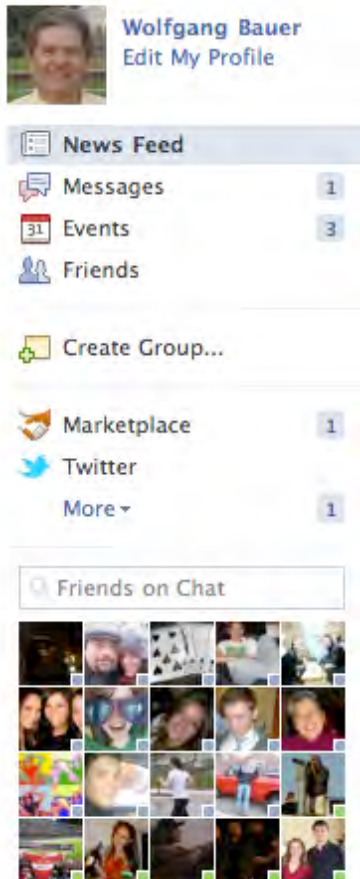 Wolfgang Bauer
Edit My Profile
News Feed
Messages 1
31 Events 3
Friends
Create Group...
Marketplace 1
Twitter
More 1
Friends on Chat